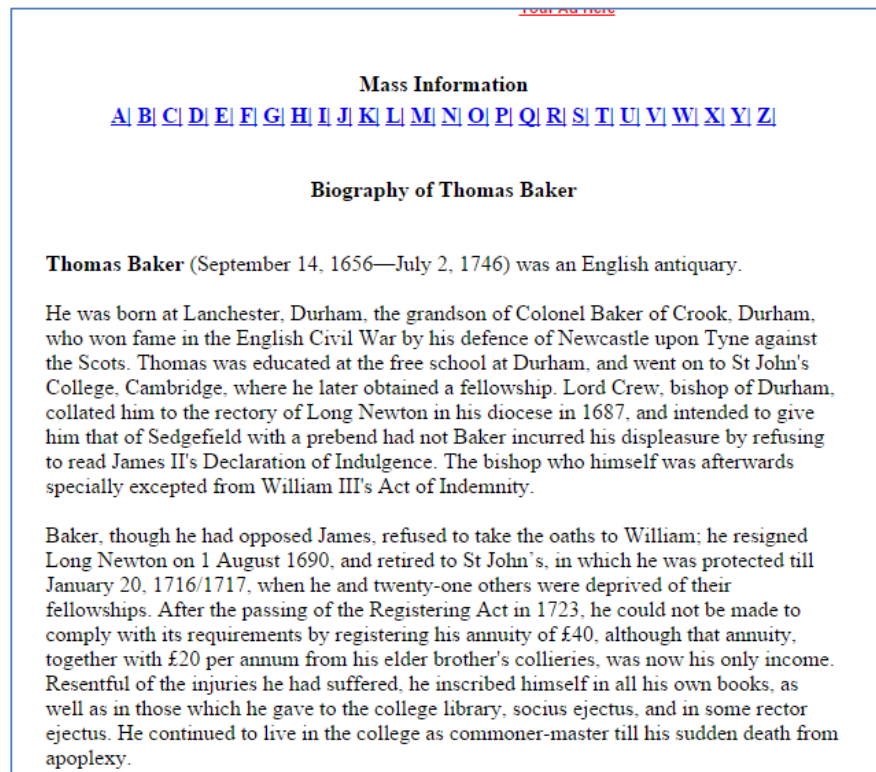 Your Ad Here
Mass Information
A| B| C| D| E| F| G| H| I| J| K| L| M| N| O| P| Q| R| S| T| U| V| W| X| Y| Z|
Biography of Thomas Baker
Thomas Baker (September 14, 1656—July 2, 1746) was an English antiquary.
He was born at Lanchester, Durham, the grandson of Colonel Baker of Crook, Durham,
who won fame in the English Civil War by his defence of Newcastle upon Tyne against
the Scots. Thomas was educated at the free school at Durham, and went on to St John's
College, Cambridge, where he later obtained a fellowship. Lord Crew, bishop of Durham,
collated him to the rectory of Long Newton in his diocese in 1687, and intended to give
him that of Sedgefield with a prebend had not Baker incurred his displeasure by refusing
to read James II's Declaration of Indulgence. The bishop who himself was afterwards
specially excepted from William III's Act of Indemnity.
Baker, though he had opposed James, refused to take the oaths to William; he resigned
Long Newton on 1 August 1690, and retired to St John’s, in which he was protected till
January 20, 1716/1717, when he and twenty-one others were deprived of their
fellowships. After the passing of the Registering Act in 1723, he could not be made to
comply with its requirements by registering his annuity of £40, although that annuity,
together with £20 per annum from his elder brother's collieries, was now his only income.
Resentful of the injuries he had suffered, he inscribed himself in all his own books, as
well as in those which he gave to the college library, socius ejectus, and in some rector
ejectus. He continued to live in the college as commoner-master till his sudden death from
apoplexy.